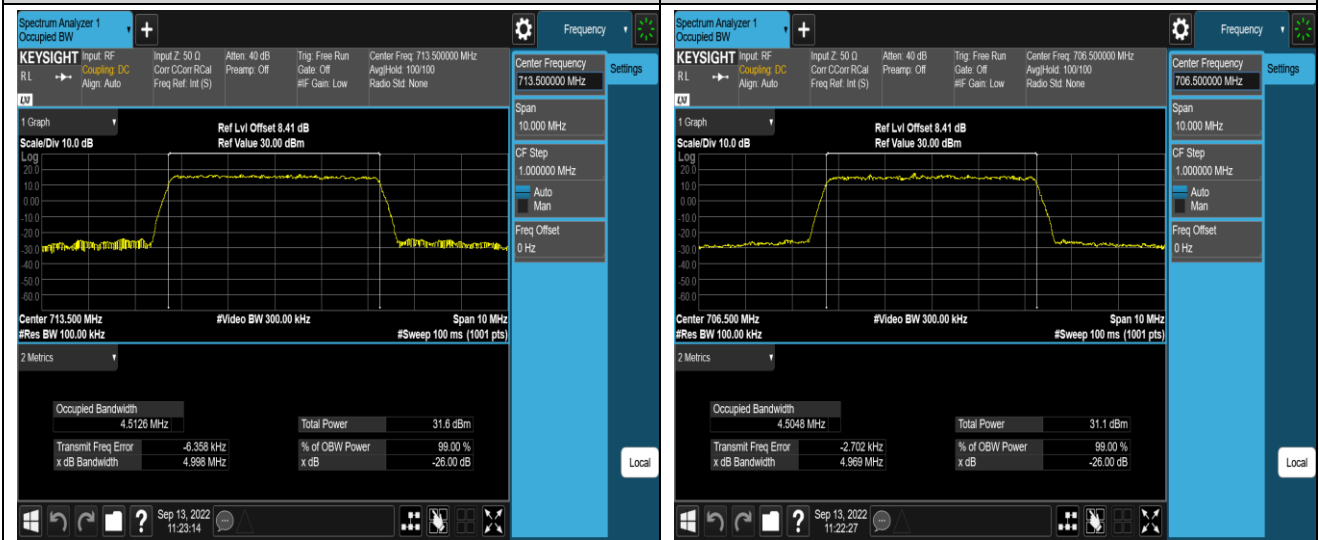 Spectrum Analyzer 1
Occupied BW
+
Frequency
KEYSIGHT Input: RF Input Z: 50 Ω Atten: 40 dB Trig: Free Run Center Freq: 713.500000 MHz
Coupling: DC Corr CCorr RCal Preamp: Off Gate: Off Avg|Hold: 100/100
RL Align: Auto Freq Ref: Int (S) #IF Gain: Low Radio Std: None
LXI
Center Frequency
713.500000 MHz
Settings
Span
10.000 MHz
CF Step
1.000000 MHz
Auto
Man
Freq Offset
0 Hz
Local
1 Graph
Ref Lvl Offset 8.41 dB
Scale/Div 10.0 dB Ref Value 30.00 dBm
Log
20.0
10.0
0.00
-10.0
-20.0
-30.0
-40.0
-50.0
-60.0
Center 713.500 MHz #Video BW 300.00 kHz Span 10 MHz
#Res BW 100.00 kHz #Sweep 100 ms (1001 pts)
2 Metrics
Occupied Bandwidth
4.5126 MHz Total Power 31.6 dBm
Transmit Freq Error -6.358 kHz % of OBW Power 99.00 %
x dB Bandwidth 4.998 MHz x dB -26.00 dB
? Sep 13, 2022
11:23:14
Spectrum Analyzer 1
Occupied BW
+
Frequency
KEYSIGHT Input: RF Input Z: 50 Ω Atten: 40 dB Trig: Free Run Center Freq: 706.500000 MHz
Coupling: DC Corr CCorr RCal Preamp: Off Gate: Off Avg|Hold: 100/100
RL Align: Auto Freq Ref: Int (S) #IF Gain: Low Radio Std: None
LXI
Center Frequency
706.500000 MHz
Settings
Span
10.000 MHz
CF Step
1.000000 MHz
Auto
Man
Freq Offset
0 Hz
Local
1 Graph
Ref Lvl Offset 8.41 dB
Scale/Div 10.0 dB Ref Value 30.00 dBm
Log
20.0
10.0
0.00
-10.0
-20.0
-30.0
-40.0
-50.0
-60.0
Center 706.500 MHz #Video BW 300.00 kHz Span 10 MHz
#Res BW 100.00 kHz #Sweep 100 ms (1001 pts)
2 Metrics
Occupied Bandwidth
4.5048 MHz Total Power 31.1 dBm
Transmit Freq Error -2.702 kHz % of OBW Power 99.00 %
x dB Bandwidth 4.969 MHz x dB -26.00 dB
? Sep 13, 2022
11:22:27